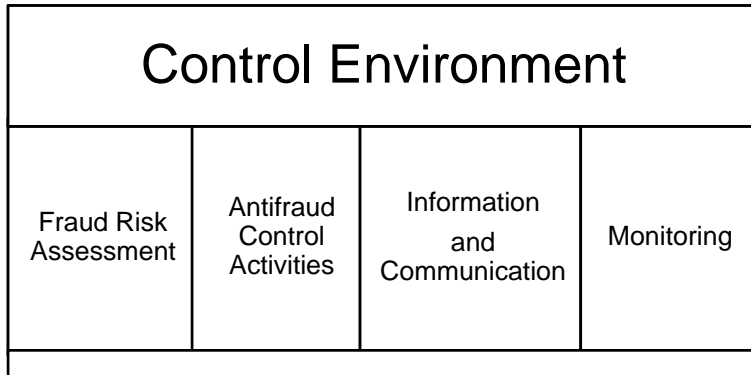 Control Environment
Fraud Risk
Assessment
Antifraud
Control
Activities
Information
and
Communication
Monitoring